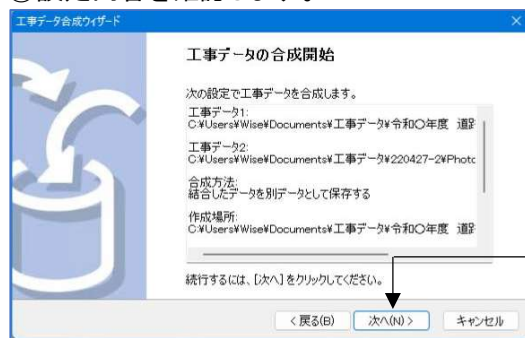 工事データ合成ウィザード
工事データの合成開始
次の設定で工事データを合成します。
工事データ1:
C:¥Users¥Wise¥Documents¥工事データ¥令和〇年度 道路
工事データ2:
C:¥Users¥Wise¥Documents¥工事データ¥220427-2¥Photo
合成方法:
結合したデータを別データとして保存する
作成場所:
C:¥Users¥Wise¥Documents¥工事データ¥令和〇年度 道路
続行するには、[次へ]をクリックしてください。
< 戻る(B) 次へ(N) > キャンセル